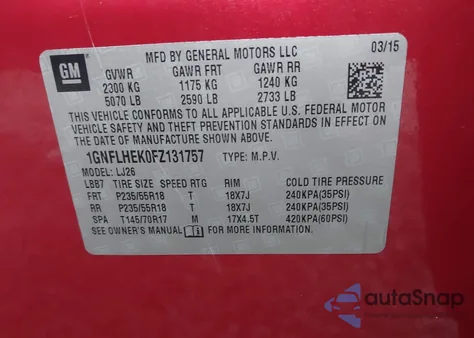 GM
MFD BY GENERAL MOTORS LLC 03/15
GVWR GAWR FRT GAWR RR
2300 KG 1175 KG 1240 KG
5070 LB 2590 LB 2733 LB
THIS VEHICLE CONFORMS TO ALL APPLICABLE U.S. FEDERAL MOTOR
VEHICLE SAFETY AND THEFT PREVENTION STANDARDS IN EFFECT ON
THE DATE OF MANUFACTURE SHOWN ABOVE.
1GNFLHEK0FZ131757 TYPE: M.P.V.
MODEL: LJ26
LBB7 TIRE SIZE SPEED RTG RIM COLD TIRE PRESSURE
FRT P235/55R18 T 18X7J 240KPA(35PSI)
RR P235/55R18 T 18X7J 240KPA(35PSI)
SPA T145/70R17 M 17X4.5T 420KPA(60PSI)
SEE OWNER'S MANUAL FOR MORE INFORMATION
autoSnap